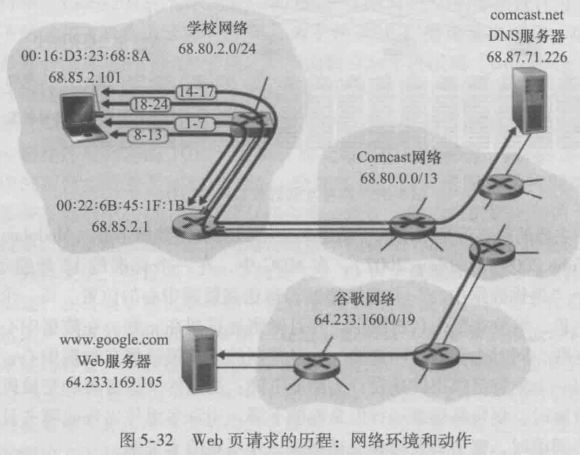 学校网络
68.80.2.0/24
comcast.net
DNS服务器
68.87.71.226
00:16:D3:23:68:8A
68.85.2.101
14-17
18-24
1-7
8-13
Comcast网络
68.80.0.0/13
00:22:6B:45:1F:1B
68.85.2.1
谷歌网络
64.233.160.0/19
www.google.com
Web服务器
64.233.169.105
图5-32 Web页请求的历程：网络环境和动作